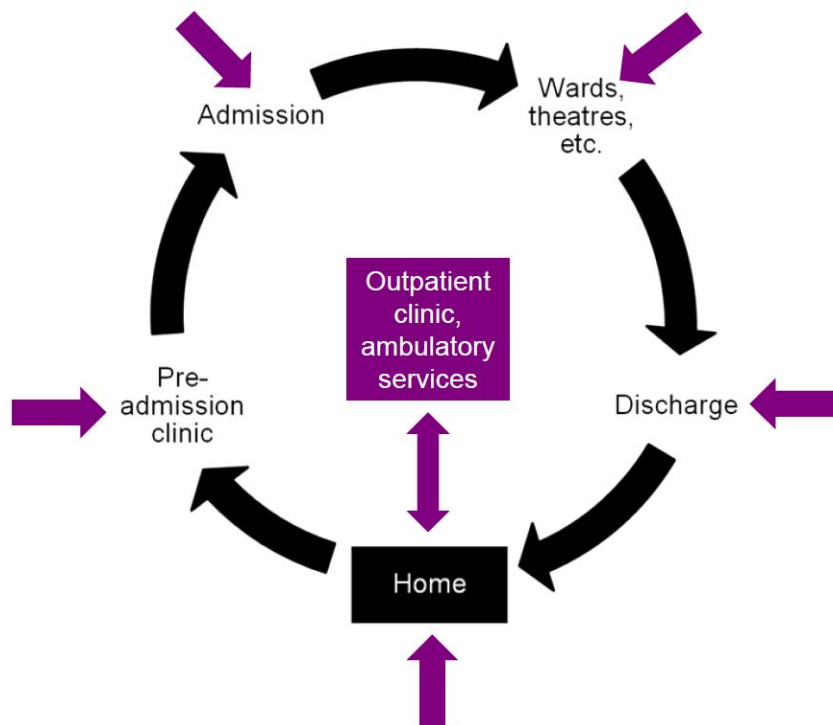 Admission
Wards,
theatres,
etc.
Outpatient
clinic,
ambulatory
services
Pre-
admission
clinic
Discharge
Home